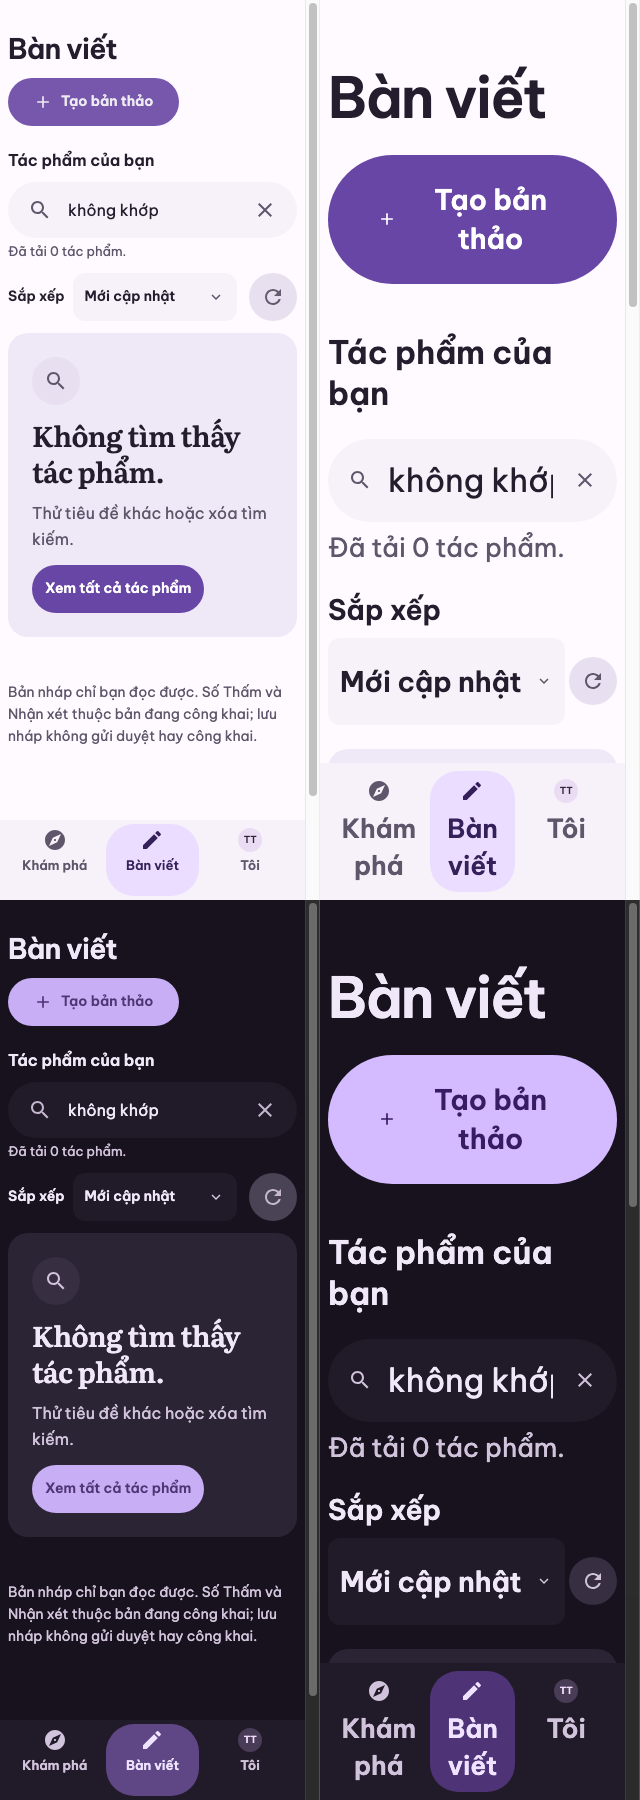 Bàn viết
Tạo bản thảo
Tác phẩm của bạn
không khớp
Đã tải 0 tác phẩm.
Sắp xếp
Mới cập nhật
Không tìm thấy
tác phẩm.
Thử tiêu đề khác hoặc xóa tìm
kiếm.
Xem tất cả tác phẩm
Bản nháp chỉ bạn đọc được. Số Thấm và
Nhận xét thuộc bản đang công khai; lưu
nháp không gửi duyệt hay công khai.
Khám phá
Bàn viết
TT
Tôi
Bàn viết
Tạo bản
thảo
Tác phẩm của
bạn
không khớp
Đã tải 0 tác phẩm.
Sắp xếp
Mới cập nhật
Khám
phá
Bàn
viết
TT
Tôi
Bàn viết
Tạo bản thảo
Tác phẩm của bạn
không khớp
Đã tải 0 tác phẩm.
Sắp xếp
Mới cập nhật
Không tìm thấy
tác phẩm.
Thử tiêu đề khác hoặc xóa tìm
kiếm.
Xem tất cả tác phẩm
Bản nháp chỉ bạn đọc được. Số Thấm và
Nhận xét thuộc bản đang công khai; lưu
nháp không gửi duyệt hay công khai.
Khám phá
Bàn viết
TT
Tôi
Bàn viết
Tạo bản
thảo
Tác phẩm của
bạn
không khớp
Đã tải 0 tác phẩm.
Sắp xếp
Mới cập nhật
Khám
phá
Bàn
viết
TT
Tôi